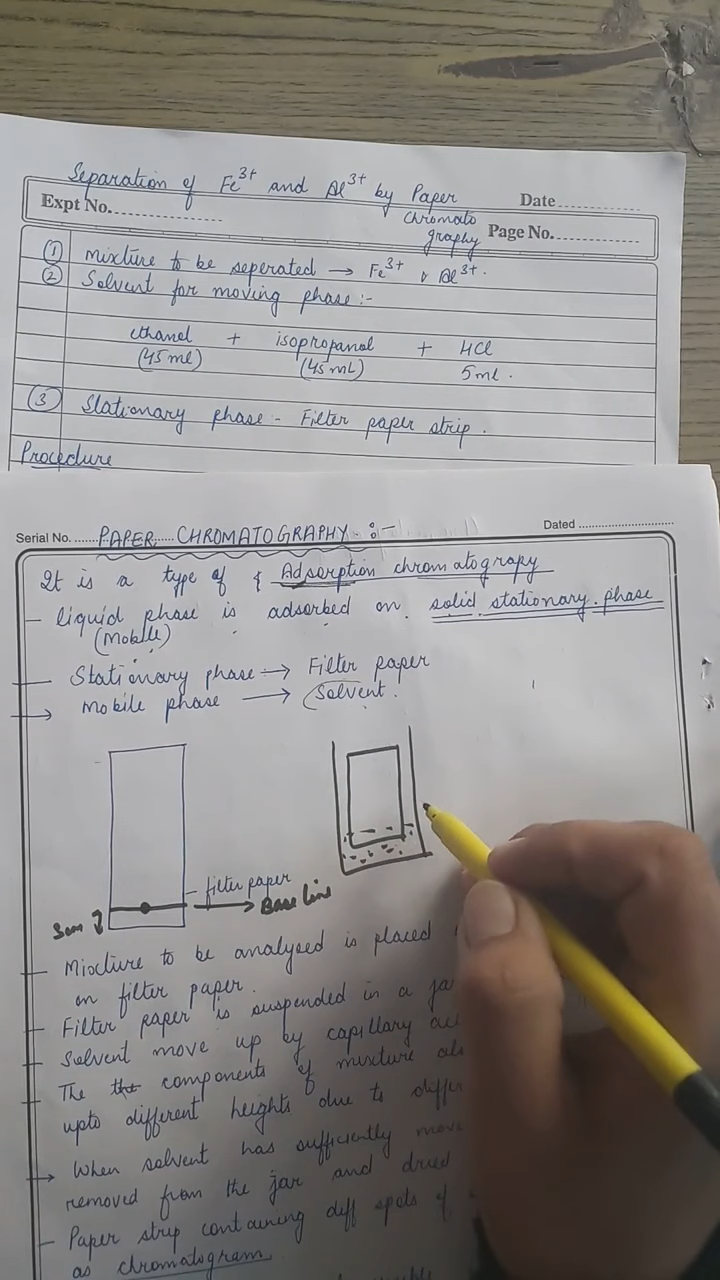 Separation of Fe³⁺ and Al³⁺ by Paper
Chromato
graphy
Date
Expt No.
Page No.
① Mixture to be seperated → Fe³⁺ & Al³⁺.
② Solvent for moving phase :-
ethanol + isopropanol + HCl
(45 ml) (45 mL) 5 ml.
③ Stationary phase - Filter paper strip.
Procedure
Serial No. PAPER CHROMATOGRAPHY :-
Dated
It is a type of Adsorption chromatograpy
- liquid phase is adsorbed on solid stationary phase
(Mobile)
- Stationary phase → Filter paper
→ Mobile phase → Solvent.
- filter paper
→ Base line
- Mixture to be analysed is placed
on filter paper.
- Filter paper is suspended in a
- Solvent move up by capillary
- The components of mixture
upto different heights due to
→ When solvent has sufficiently
removed from the jar and dried
- Paper strip containing diff spots of
as chromatogram